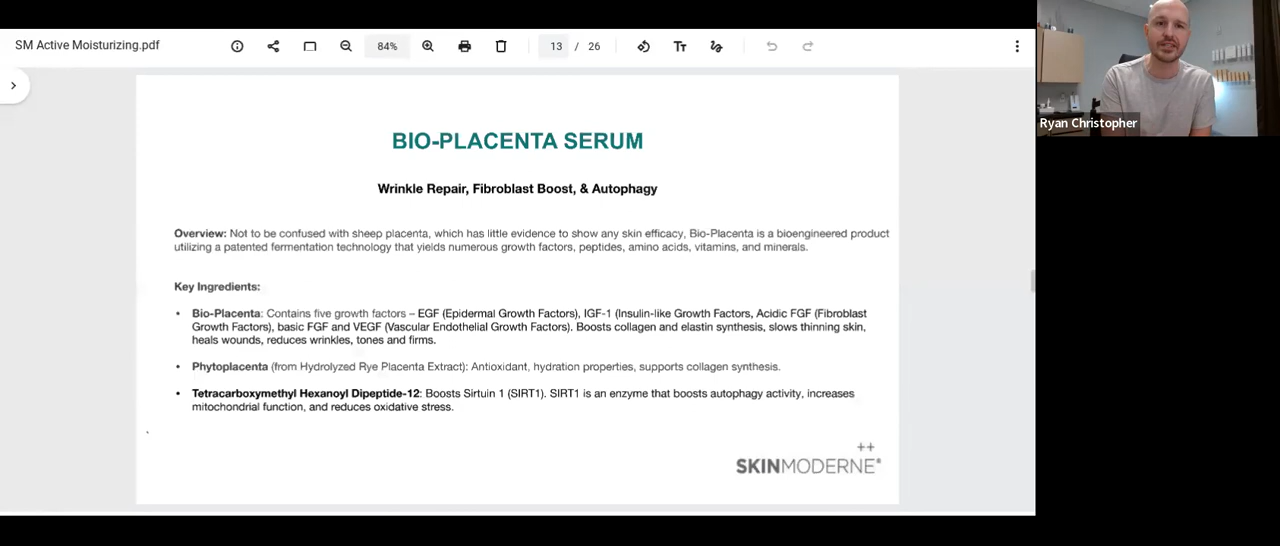 SM Active Moisturizing.pdf
84%
13 / 26
Ryan Christopher
BIO-PLACENTA SERUM
Wrinkle Repair, Fibroblast Boost, & Autophagy
Overview: Not to be confused with sheep placenta, which has little evidence to show any skin efficacy, Bio-Placenta is a bioengineered product
utilizing a patented fermentation technology that yields numerous growth factors, peptides, amino acids, vitamins, and minerals.
Key Ingredients:
• Bio-Placenta: Contains five growth factors – EGF (Epidermal Growth Factors), IGF-1 (Insulin-like Growth Factors, Acidic FGF (Fibroblast
Growth Factors), basic FGF and VEGF (Vascular Endothelial Growth Factors). Boosts collagen and elastin synthesis, slows thinning skin,
heals wounds, reduces wrinkles, tones and firms.
• Phytoplacenta (from Hydrolyzed Rye Placenta Extract): Antioxidant, hydration properties, supports collagen synthesis.
• Tetracarboxymethyl Hexanoyl Dipeptide-12: Boosts Sirtuin 1 (SIRT1). SIRT1 is an enzyme that boosts autophagy activity, increases
mitochondrial function, and reduces oxidative stress.
++
SKINMODERNE®